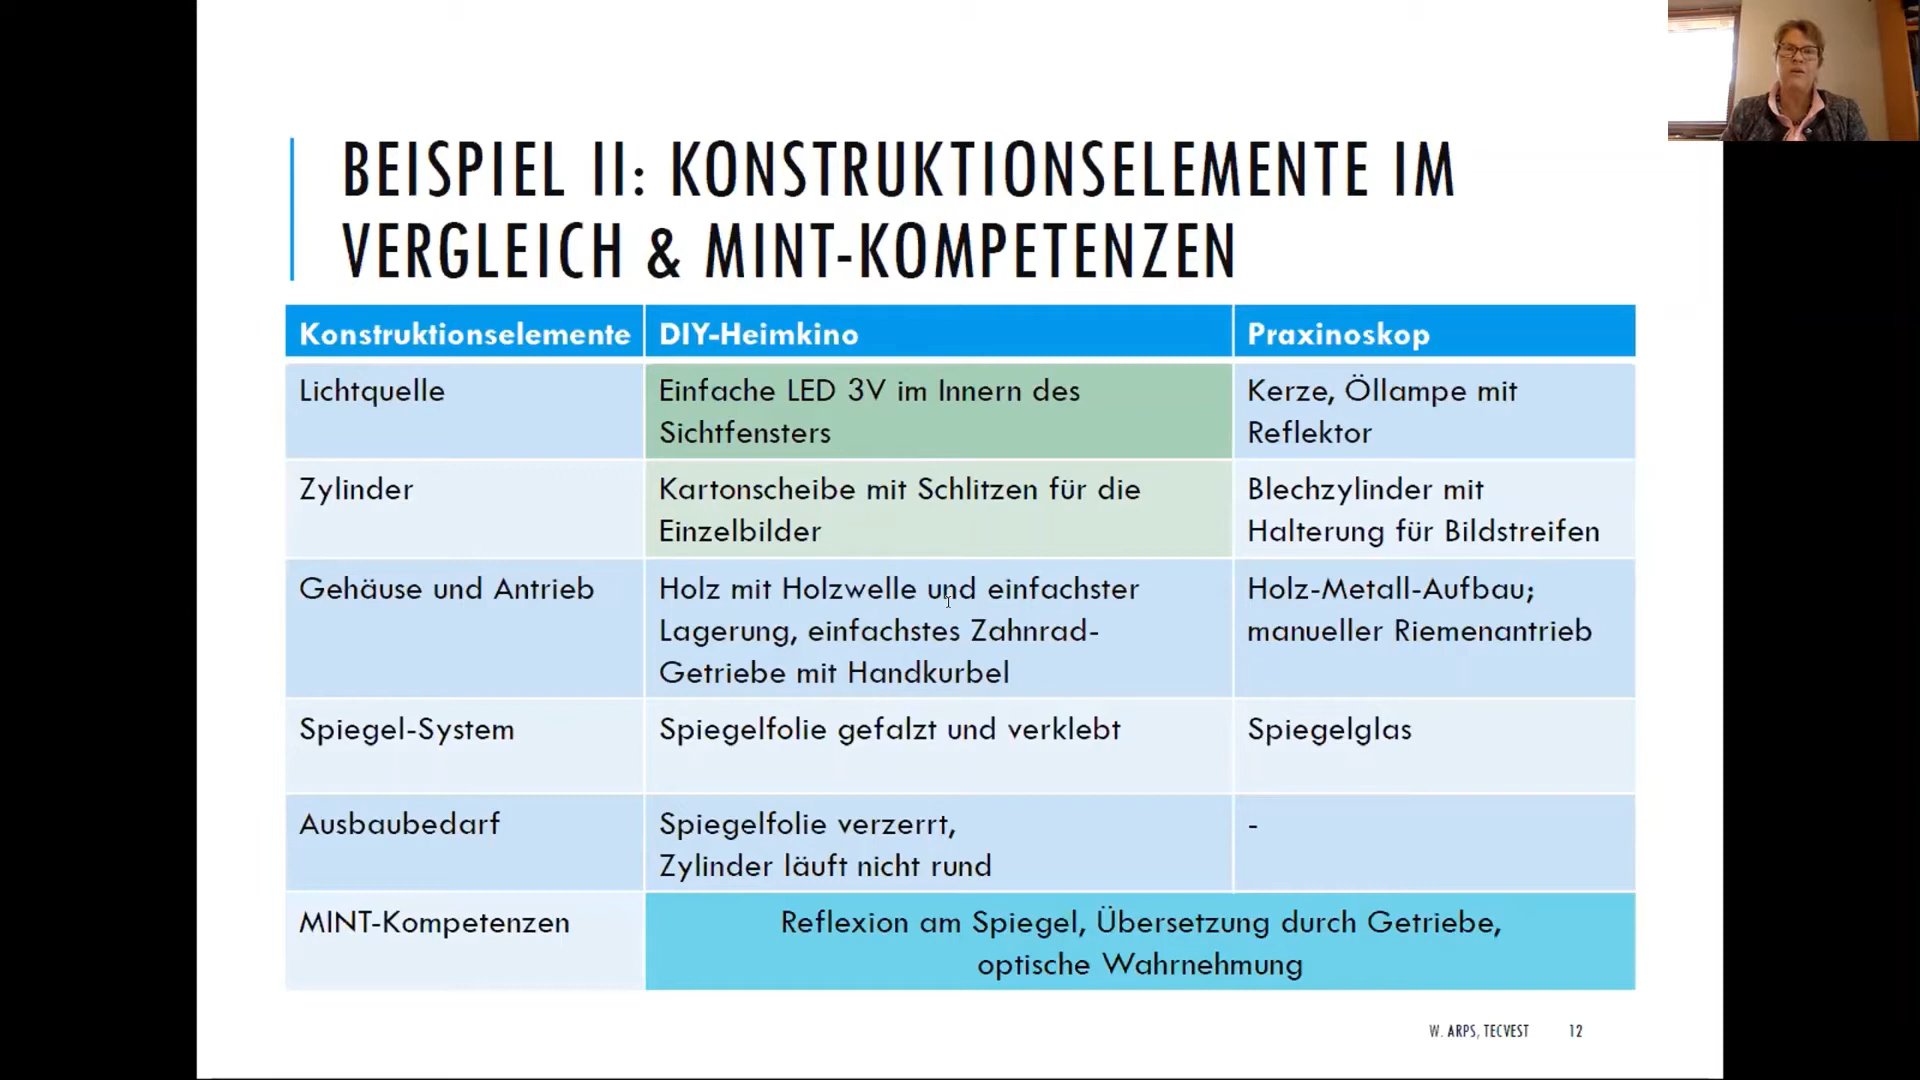 BEISPIEL II: KONSTRUKTIONSELEMENTE IM
VERGLEICH & MINT-KOMPETENZEN
Konstruktionselemente DIY-Heimkino Praxinoskop
Lichtquelle Einfache LED 3V im Innern des Kerze, Öllampe mit
Sichtfensters Reflektor
Zylinder Kartonscheibe mit Schlitzen für die Blechzylinder mit
Einzelbilder Halterung für Bildstreifen
Gehäuse und Antrieb Holz mit Holzwelle und einfachster Holz-Metall-Aufbau;
Lagerung, einfachstes Zahnrad- manueller Riemenantrieb
Getriebe mit Handkurbel
Spiegel-System Spiegelfolie gefalzt und verklebt Spiegelglas
Ausbaubedarf Spiegelfolie verzerrt, -
Zylinder läuft nicht rund
MINT-Kompetenzen Reflexion am Spiegel, Übersetzung durch Getriebe,
optische Wahrnehmung
W. ARPS, TECVEST 12